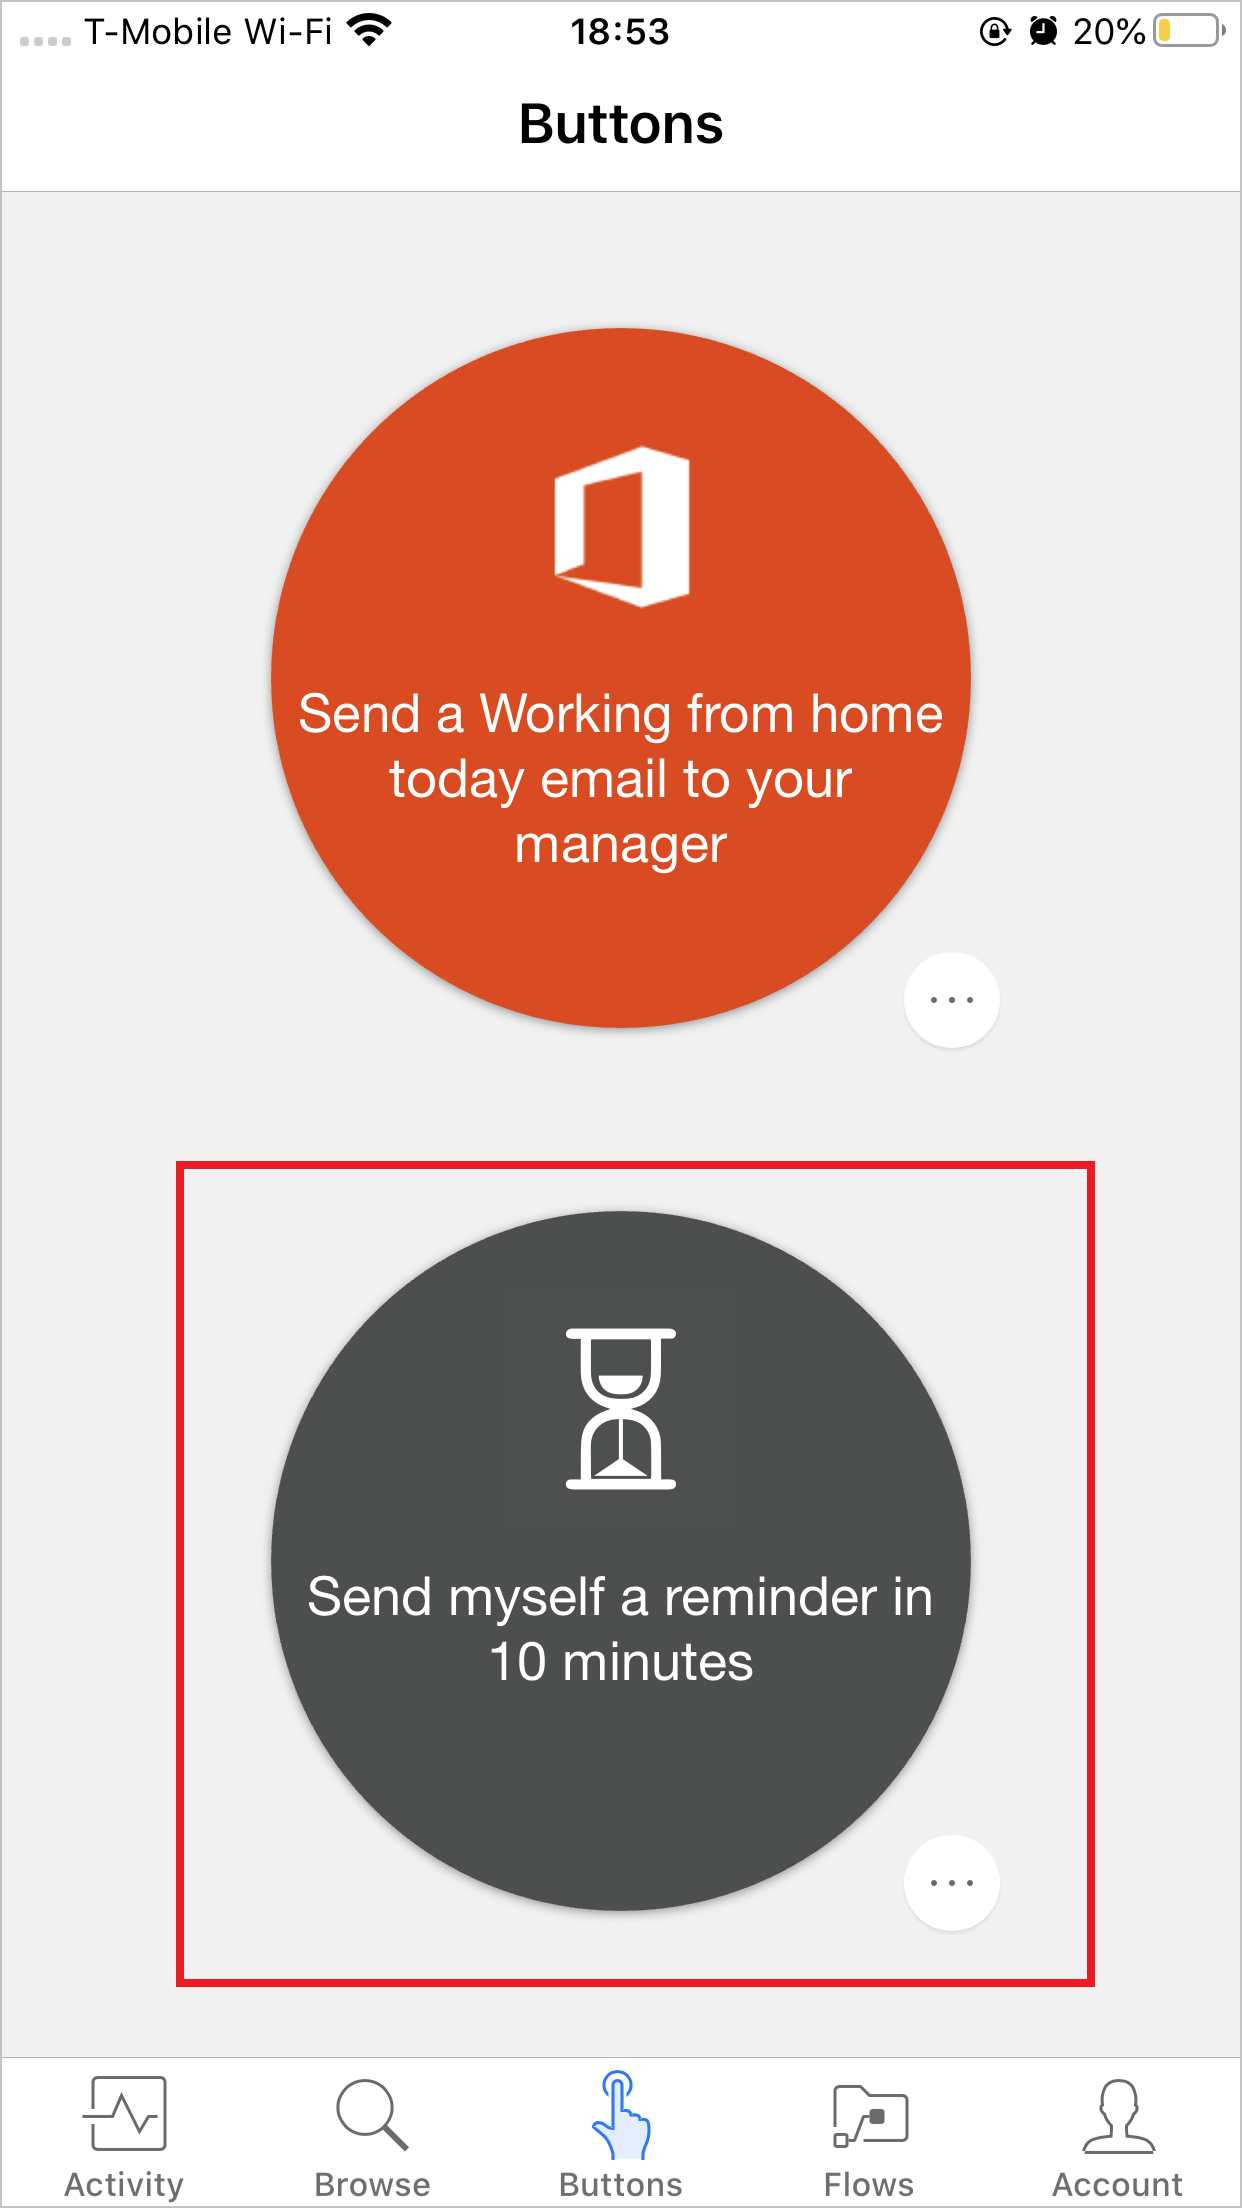 T-Mobile Wi-Fi 18:53 20%
Buttons
Send a Working from home
today email to your
manager
Send myself a reminder in
10 minutes
Activity Browse Buttons Flows Account